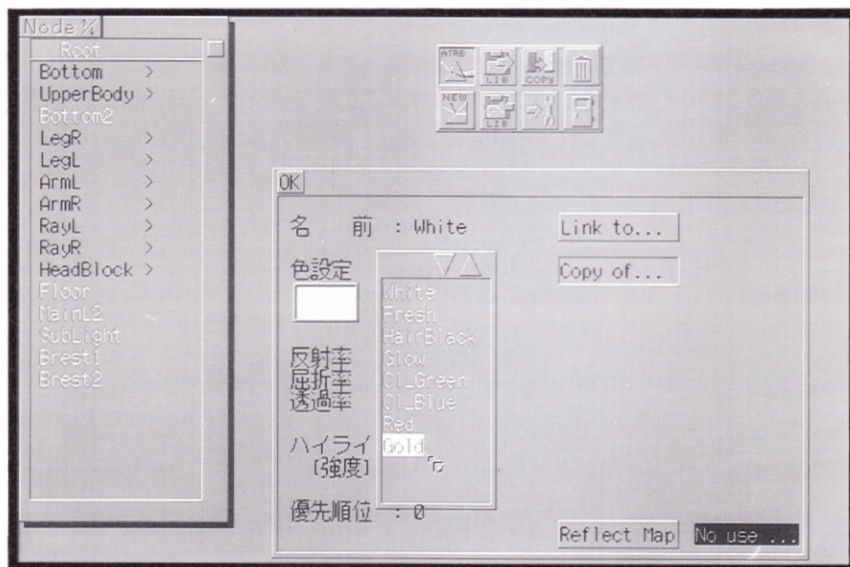 Node
Root
Bottom >
UpperBody >
Bottom2
LegR >
LegL >
ArmL >
ArmR >
RayL >
RayR >
HeadBlock >
Floor
MainL2
SubLight
Brest1
Brest2
ATRB
LIB
COPY
NEW
LIB
OK
名 前 : White
Link to...
色設定
Copy of...
White
Fresh
HairBlack
Glow
Cl_Green
Cl_Blue
Red
Gold
反射率
屈折率
透過率
ハイライ
[強度]
優先順位 : 0
Reflect Map
No use ...